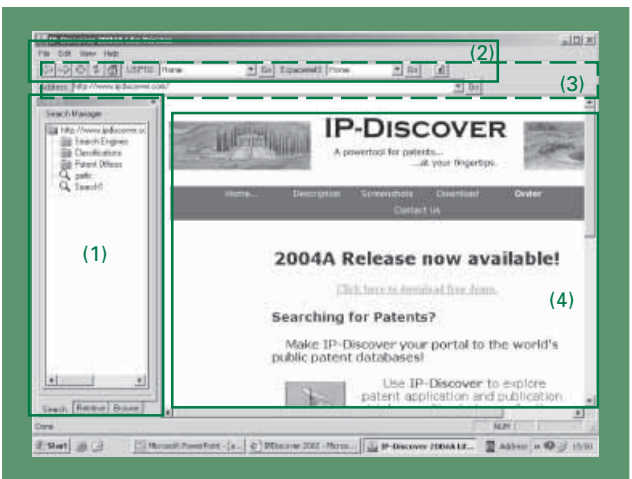 File Edit View Help
(2)
USPTO: Home Go Espacenet: Home Go
(3)
Address http://www.ipdiscover.com/ Go
Search Manager
http://www.ipdiscover.co
Search Engines
Classifications
Patent Offices
Search1
(1)
Search Retrieve Browse
IP-DISCOVER
A powertool for patents...
...at your fingertips.
Home... Description Screenshots Download Order
Contact Us
2004A Release now available!
Click here to download free demo.
(4)
Searching for Patents?
Make IP-Discover your portal to the world's
public patent databases!
Use IP-Discover to explore
patent application and publication
Done
NUM
Start Microsoft PowerPoint - [a... IPDiscover 2002 - Micros... IP-Discover 2004A Lit... Address 15:50